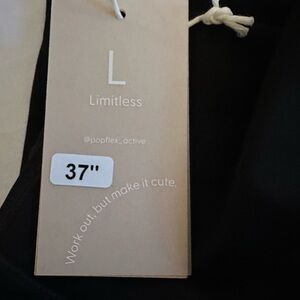 L
Limitless
@popflex_active
37"
Work out, but make it cute.